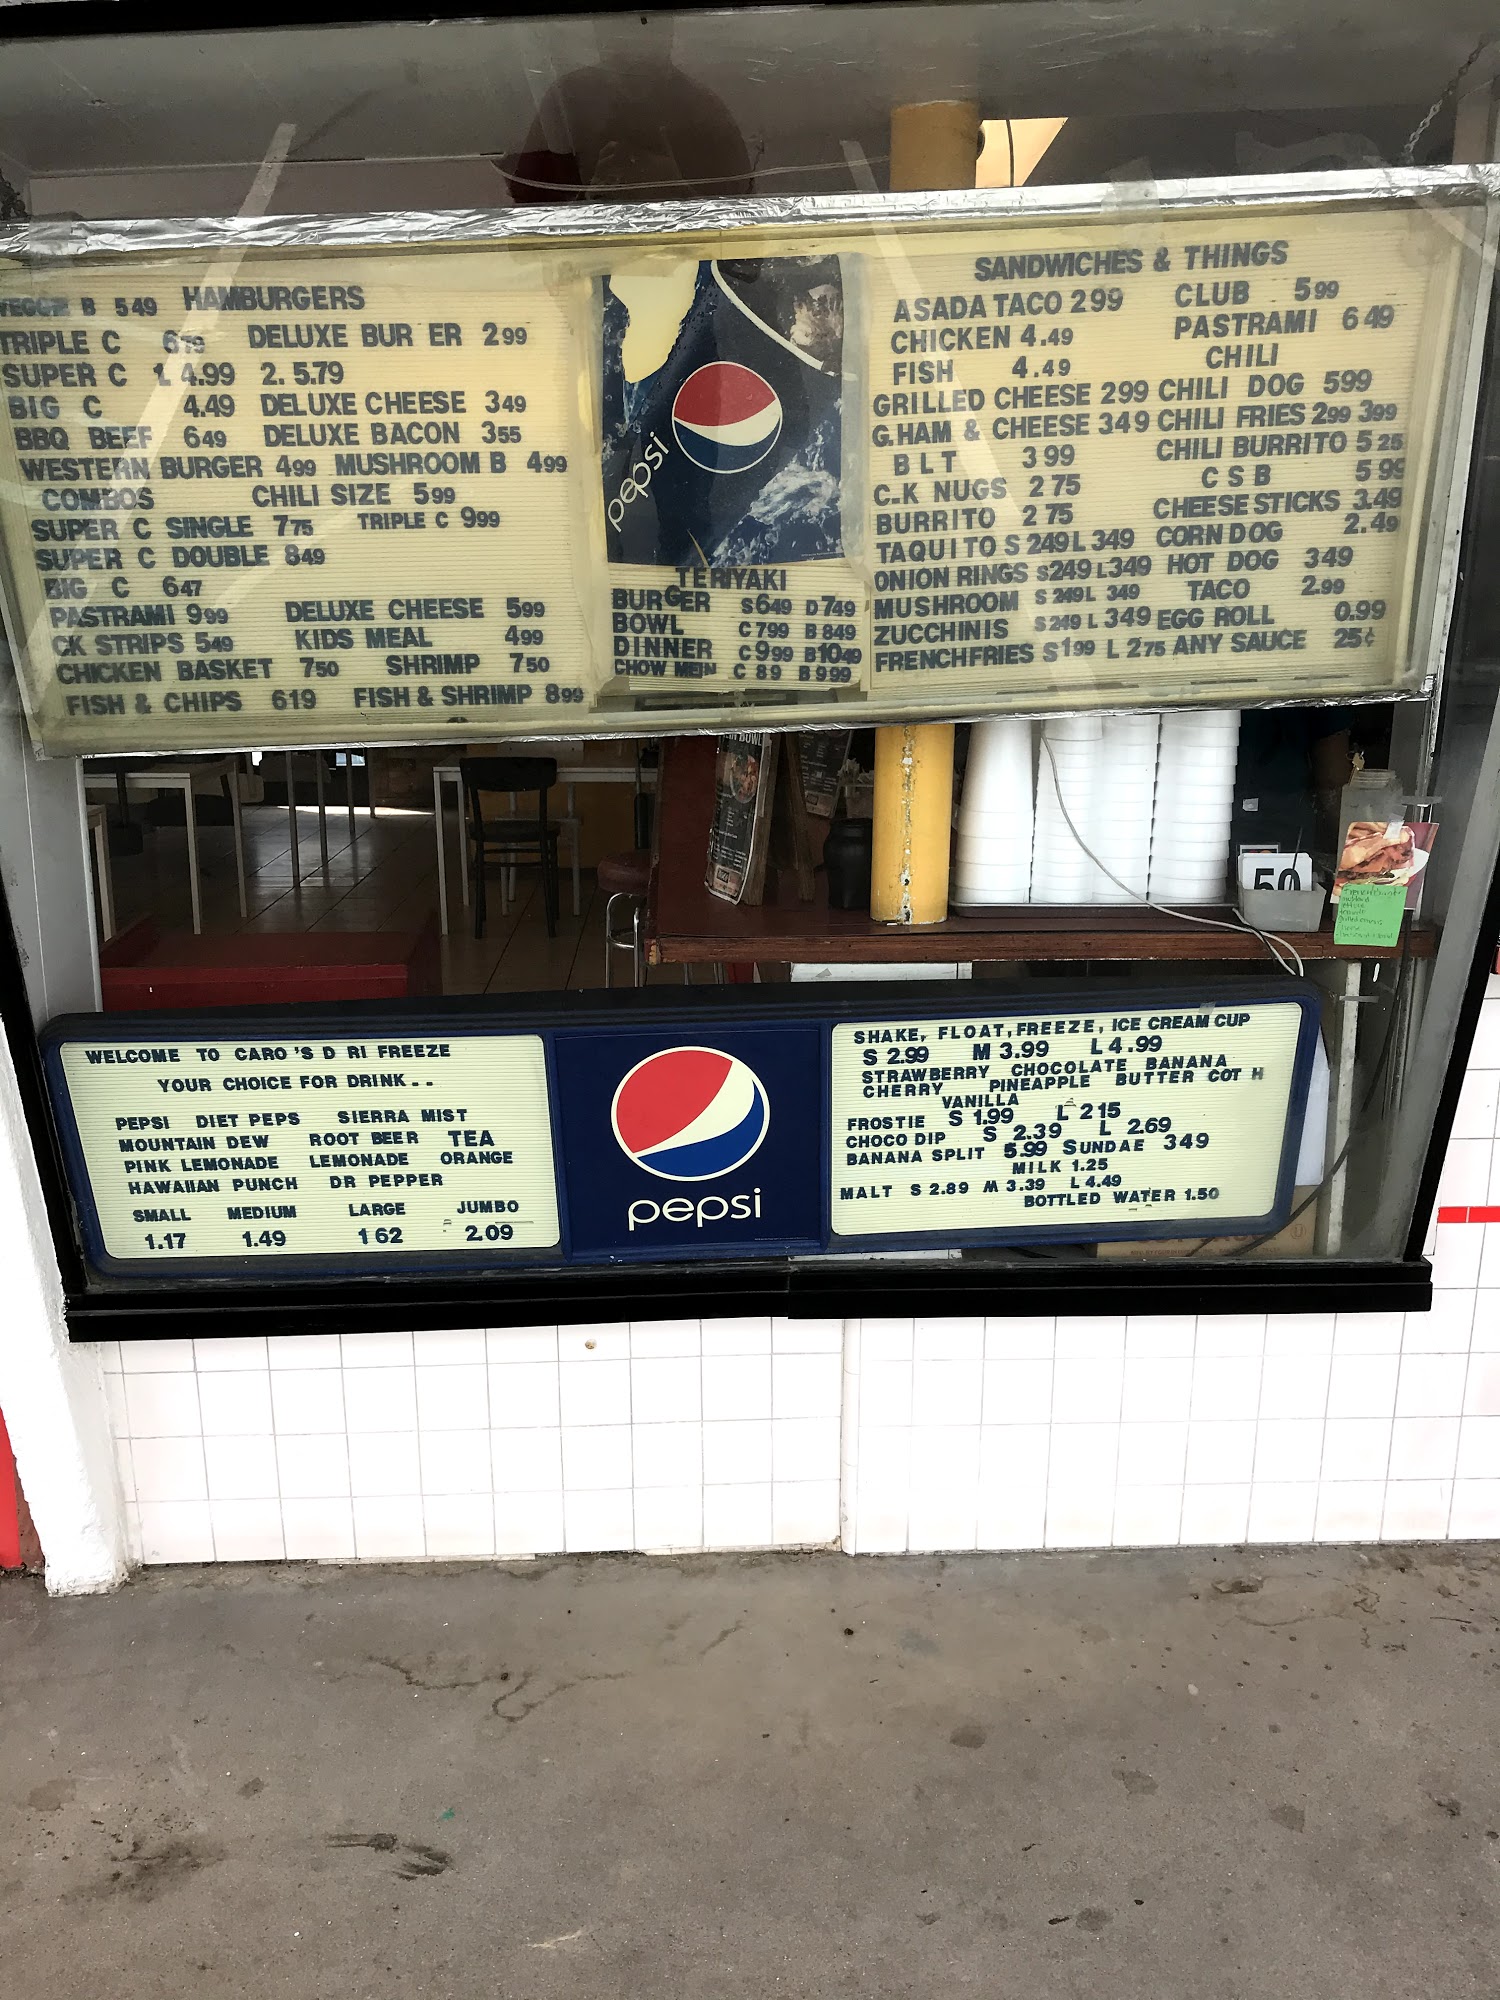 HAMBURGERS
B 5 49
TRIPLE C 6 79 DELUXE BUR ER 2 99
SUPER C 1. 4.99 2. 5.79
BIG C 4.49 DELUXE CHEESE 3 49
BBQ BEEF 6 49 DELUXE BACON 3 55
WESTERN BURGER 4 99 MUSHROOM B 4 99
COMBOS CHILI SIZE 5 99
SUPER C SINGLE 7 75 TRIPLE C 9 99
SUPER C DOUBLE 8 49
BIG C 6 47
PASTRAMI 9 99 DELUXE CHEESE 5 99
CK STRIPS 5 49 KIDS MEAL 4 99
CHICKEN BASKET 7 50 SHRIMP 7 50
FISH & CHIPS 6 19 FISH & SHRIMP 8 99
pepsi
TERIYAKI
BURGER S 6 49 D 7 49
BOWL C 7 99 B 8 49
DINNER C 9 99 B 10 49
CHOW MEIN C 8 9 B 9 99
SANDWICHES & THINGS
ASADA TACO 2 99 CLUB 5 99
CHICKEN 4.49 PASTRAMI 6 49
FISH 4.49 CHILI
GRILLED CHEESE 2 99 CHILI DOG 5 99
G.HAM & CHEESE 3 49 CHILI FRIES 2 99 3 99
B L T 3 99 CHILI BURRITO 5 25
C.K NUGS 2 75 C S B 5 99
BURRITO 2 75 CHEESE STICKS 3.49
TAQUITO S 2 49 L 3 49 CORN DOG 2.49
ONION RINGS S 2 49 L 3 49 HOT DOG 3 49
MUSHROOM S 2 49 L 3 49 TACO 2.99
ZUCCHINIS S 2 49 L 3 49 EGG ROLL 0.99
FRENCH FRIES S 1 99 L 2 75 ANY SAUCE 25¢
50
WELCOME TO CARO 'S D RI FREEZE
YOUR CHOICE FOR DRINK..
PEPSI DIET PEPS SIERRA MIST
MOUNTAIN DEW ROOT BEER TEA
PINK LEMONADE LEMONADE ORANGE
HAWAIIAN PUNCH DR PEPPER
SMALL MEDIUM LARGE JUMBO
1.17 1.49 1 62 2.09
pepsi
SHAKE, FLOAT, FREEZE, ICE CREAM CUP
S 2.99 M 3.99 L 4.99
STRAWBERRY CHOCOLATE BANANA
CHERRY PINEAPPLE BUTTER COT H
VANILLA
FROSTIE S 1.99 L 2 15
CHOCO DIP S 2.39 L 2.69
BANANA SPLIT 5.99 SUNDAE 3 49
MILK 1.25
MALT S 2.89 M 3.39 L 4.49
BOTTLED WATER 1.50